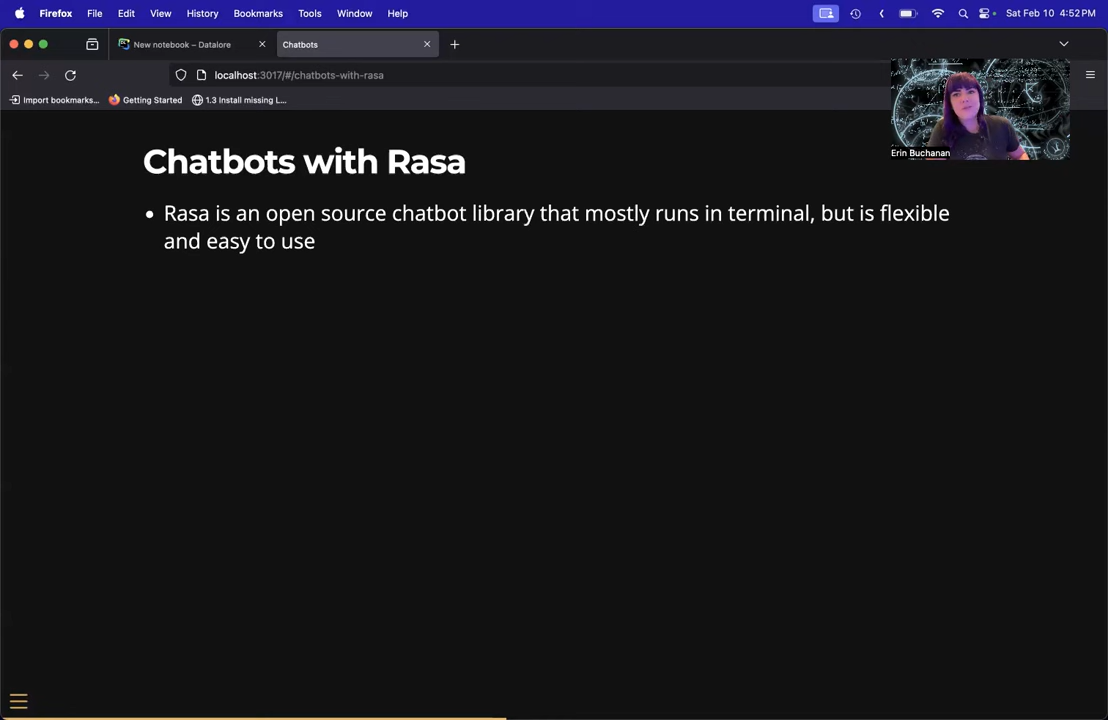 Firefox File Edit View History Bookmarks Tools Window Help Sat Feb 10 4:52 PM
New notebook – Datalore Chatbots
localhost:3017/#/chatbots-with-rasa
Import bookmarks... Getting Started 1.3 Install missing L...
Erin Buchanan
Chatbots with Rasa
• Rasa is an open source chatbot library that mostly runs in terminal, but is flexible
and easy to use